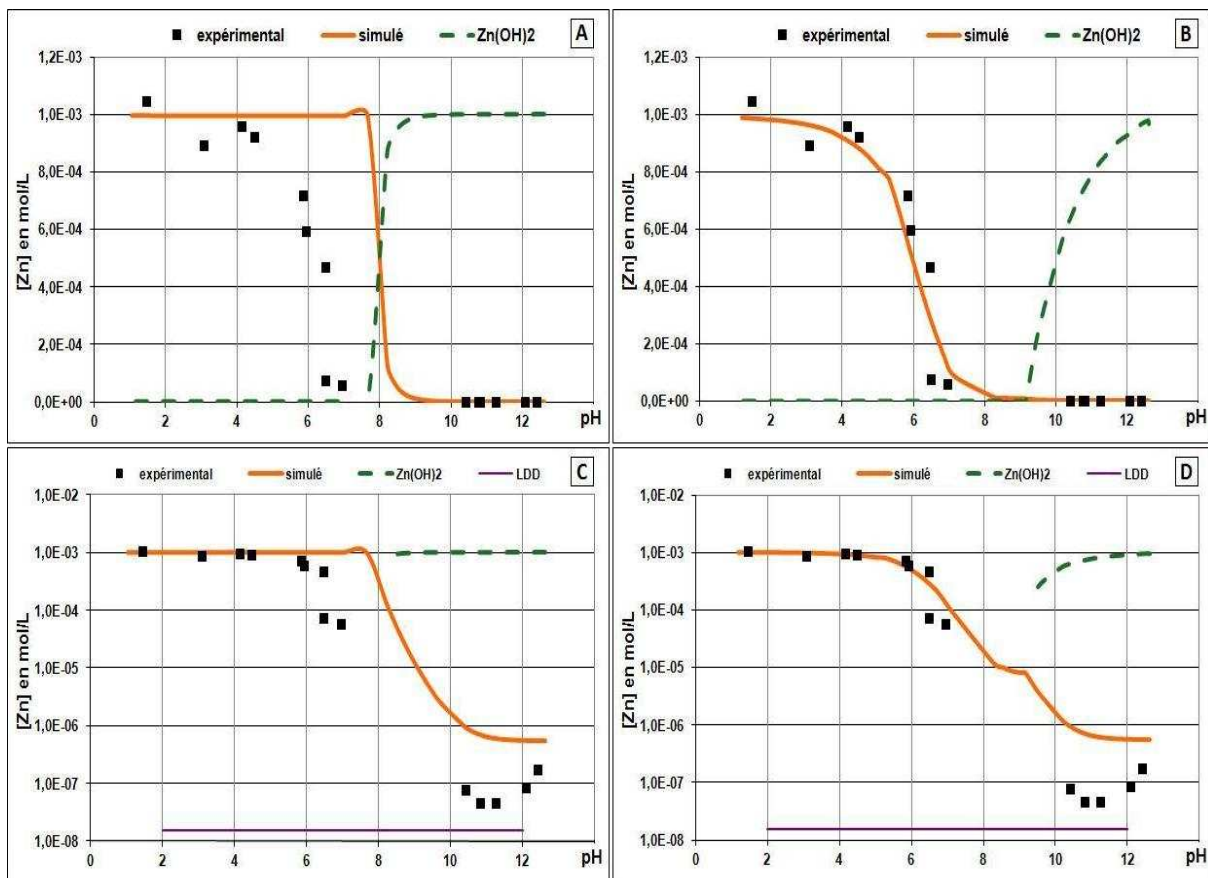 expérimental simulé Zn(OH)2 A
1,2E-03
1,0E-03
8,0E-04
6,0E-04
4,0E-04
2,0E-04
0,0E+00
[Zn] en mol/L
0 2 4 6 8 10 12 pH
expérimental simulé Zn(OH)2 B
1,2E-03
1,0E-03
8,0E-04
6,0E-04
4,0E-04
2,0E-04
0,0E+00
[Zn] en mol/L
0 2 4 6 8 10 12 pH
expérimental simulé Zn(OH)2 LDD C
1,0E-02
1,0E-03
1,0E-04
1,0E-05
1,0E-06
1,0E-07
1,0E-08
[Zn] en mol/L
0 2 4 6 8 10 12 pH
expérimental simulé Zn(OH)2 LDD D
1,0E-02
1,0E-03
1,0E-04
1,0E-05
1,0E-06
1,0E-07
1,0E-08
[Zn] en mol/L
0 2 4 6 8 10 12 pH